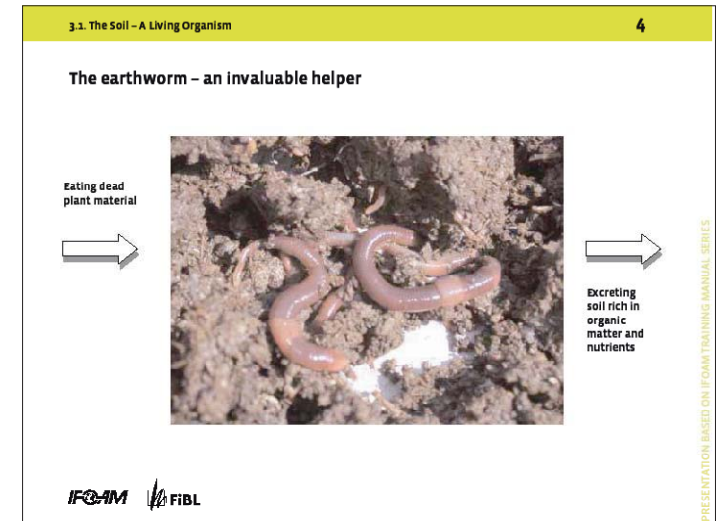 3.1. The Soil – A Living Organism
4
The earthworm – an invaluable helper
Eating dead
plant material
Excreting
soil rich in
organic
matter and
nutrients
PRESENTATION BASED ON IFOAM TRAINING MANUAL SERIES
IFOAM
FiBL